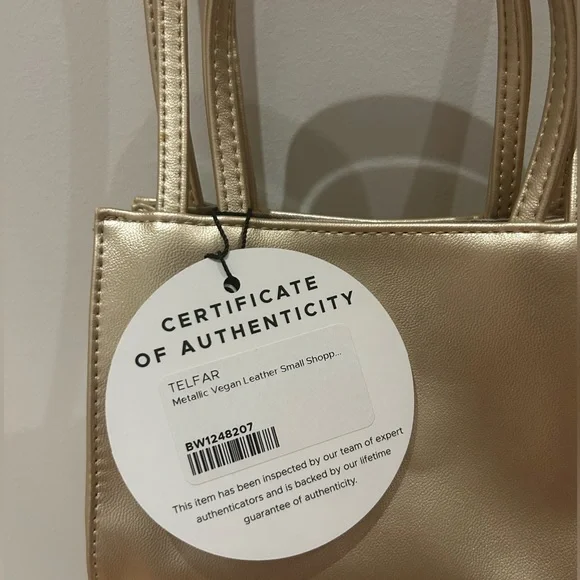 CERTIFICATE
OF AUTHENTICITY
TELFAR
Metallic Vegan Leather Small Shopp...
BW1248207
This item has been inspected by our team of expert
authenticators and is backed by our lifetime
guarantee of authenticity.